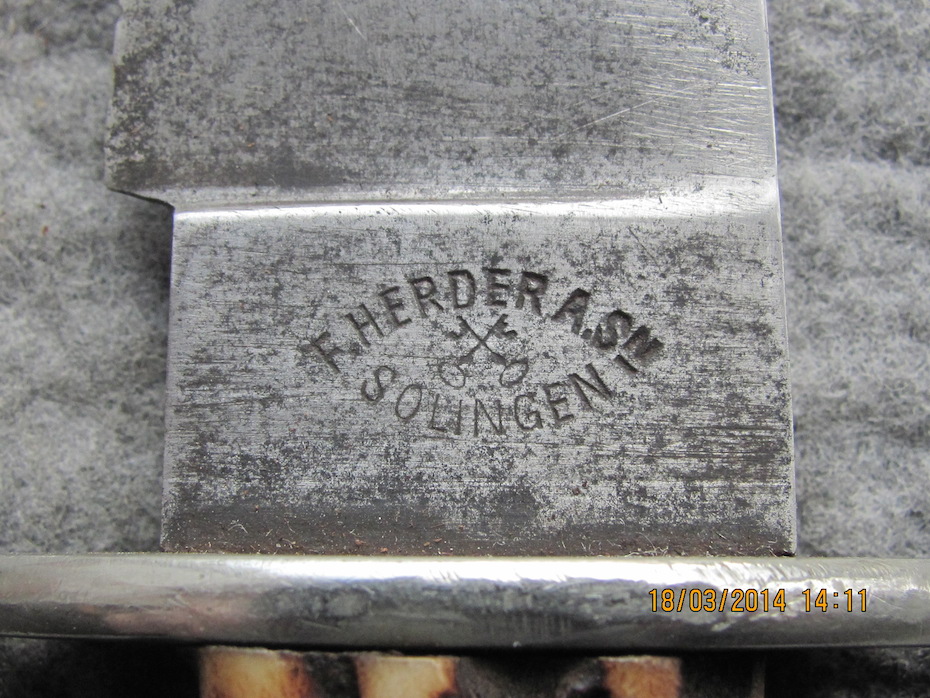 F. HERDER A. SN
SOLINGEN
18/03/2014 14:11